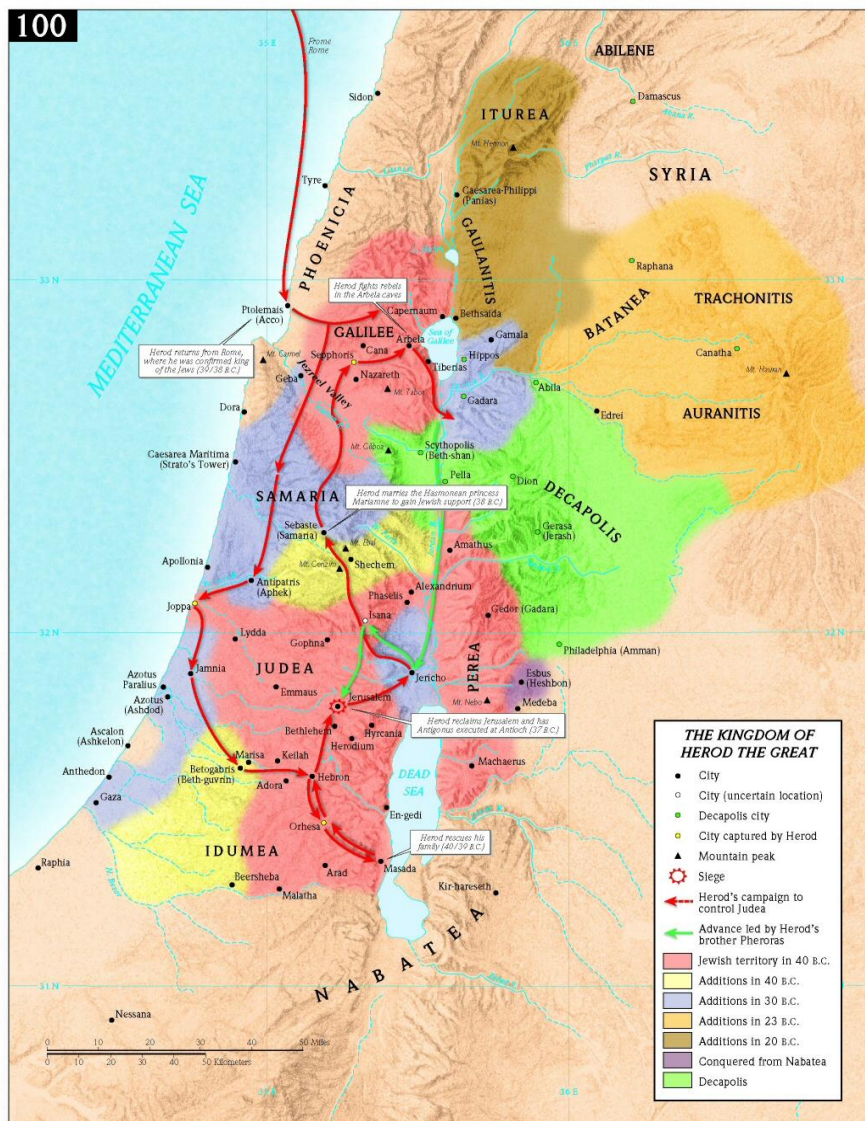 100
35 E
36 E
From
Rome
ABILENE
Sidon
Damascus
Abana R.
ITUREA
Mt. Hermon
Pharpar R.
SYRIA
Tyre
Caesarea-Philippi
(Panias)
MEDITERRANEAN SEA
PHOENICIA
GAULANITIS
33 N
33 N
Raphana
BATANEA
TRACHONITIS
Herod fights rebels
in the Arbela caves
Ptolemais
(Acco)
Capernaum
Bethsaida
GALILEE
Sea of
Galilee
Gamala
Arbela
Cana
Sepphoris
Hippos
Canatha
Herod returns from Rome,
where he was confirmed king
of the Jews (39/38 B.C.)
Mt. Carmel
Tiberias
Mt. Hauran
Geba
Jezreel Valley
Nazareth
Mt. Tabor
Abila
Gadara
Dora
Edrei
AURANITIS
Mt. Gilboa
Scythopolis
(Beth-shan)
Caesarea Maritima
(Strato's Tower)
Pella
Dion
SAMARIA
Herod marries the Hasmonean princess
Mariamne to gain Jewish support (38 B.C.)
DECAPOLIS
Sebaste
(Samaria)
Gerasa
(Jerash)
Mt. Ebal
Amathus
Shechem
Mt. Gerizim
Apollonia
Antipatris
(Aphek)
Alexandrium
Phaselis
Joppa
Isana
Gedor (Gadara)
32 N
32 N
Lydda
Gophna
Philadelphia (Amman)
PEREA
JUDEA
Jamnia
Jericho
Esbus
(Heshbon)
Azotus
Paralius
Emmaus
Jerusalem
Mt. Nebo
Azotus
(Ashdod)
Medeba
Bethlehem
Hyrcania
Herod reclaims Jerusalem and has
Antigonus executed at Antioch (37 B.C.)
Herodium
Ascalon
(Ashkelon)
Marisa
Keilah
Machaerus
Betogabris
(Beth-guvrin)
Adora
Hebron
DEAD
SEA
Anthedon
Gaza
En-gedi
Orhesa
Herod rescues his
family (40/39 B.C.)
IDUMEA
Raphia
Masada
Arad
Beersheba
Malatha
Kir-hareseth
NABATEA
31 N
31 N
Nessana
0 10 20 30 40 50 Miles
0 10 20 30 40 50 Kilometers
35 E
36 E
THE KINGDOM OF
HEROD THE GREAT
City
City (uncertain location)
Decapolis city
City captured by Herod
Mountain peak
Siege
Herod's campaign to
control Judea
Advance led by Herod's
brother Pheroras
Jewish territory in 40 B.C.
Additions in 40 B.C.
Additions in 30 B.C.
Additions in 23 B.C.
Additions in 20 B.C.
Conquered from Nabatea
Decapolis